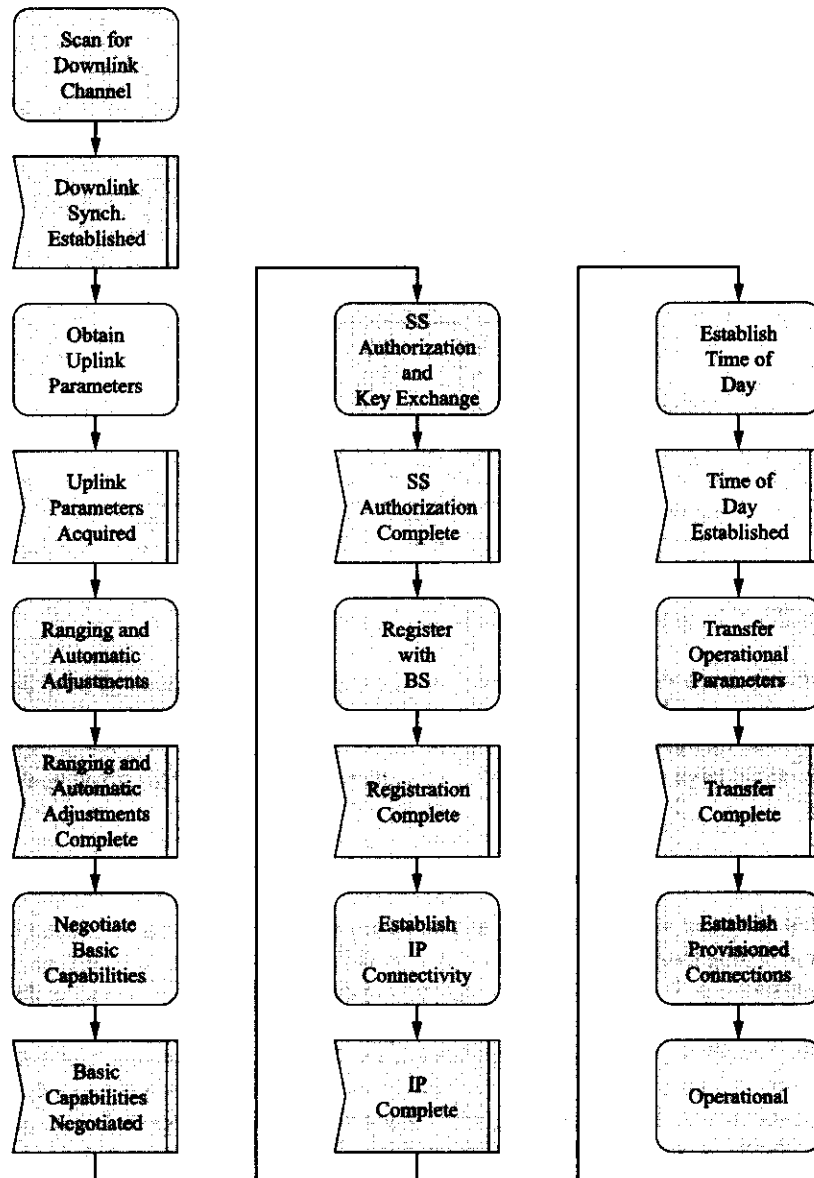 Scan for
Downlink
Channel
Downlink
Synch.
Established
Obtain
Uplink
Parameters
Uplink
Parameters
Acquired
Ranging and
Automatic
Adjustments
Ranging and
Automatic
Adjustments
Complete
Negotiate
Basic
Capabilities
Basic
Capabilities
Negotiated
SS
Authorization
and
Key Exchange
SS
Authorization
Complete
Register
with
BS
Registration
Complete
Establish
IP
Connectivity
IP
Complete
Establish
Time of
Day
Time of
Day
Established
Transfer
Operational
Parameters
Transfer
Complete
Establish
Provisioned
Connections
Operational